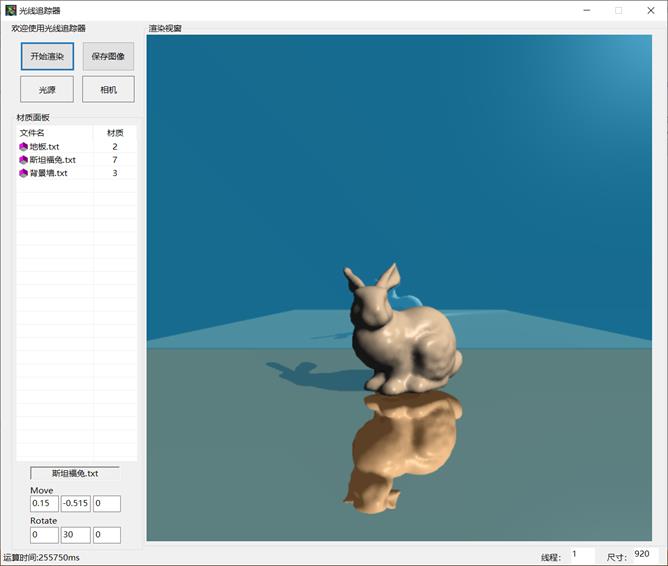 光线追踪器
欢迎使用光线追踪器
渲染视窗
开始渲染 保存图像
光源 相机
材质面板
文件名 材质
地板.txt 2
斯坦福兔.txt 7
背景墙.txt 3
斯坦福兔.txt
Move
0.15 -0.515 0
Rotate
0 30 0
运算时间:255750ms 线程: 1 尺寸: 920